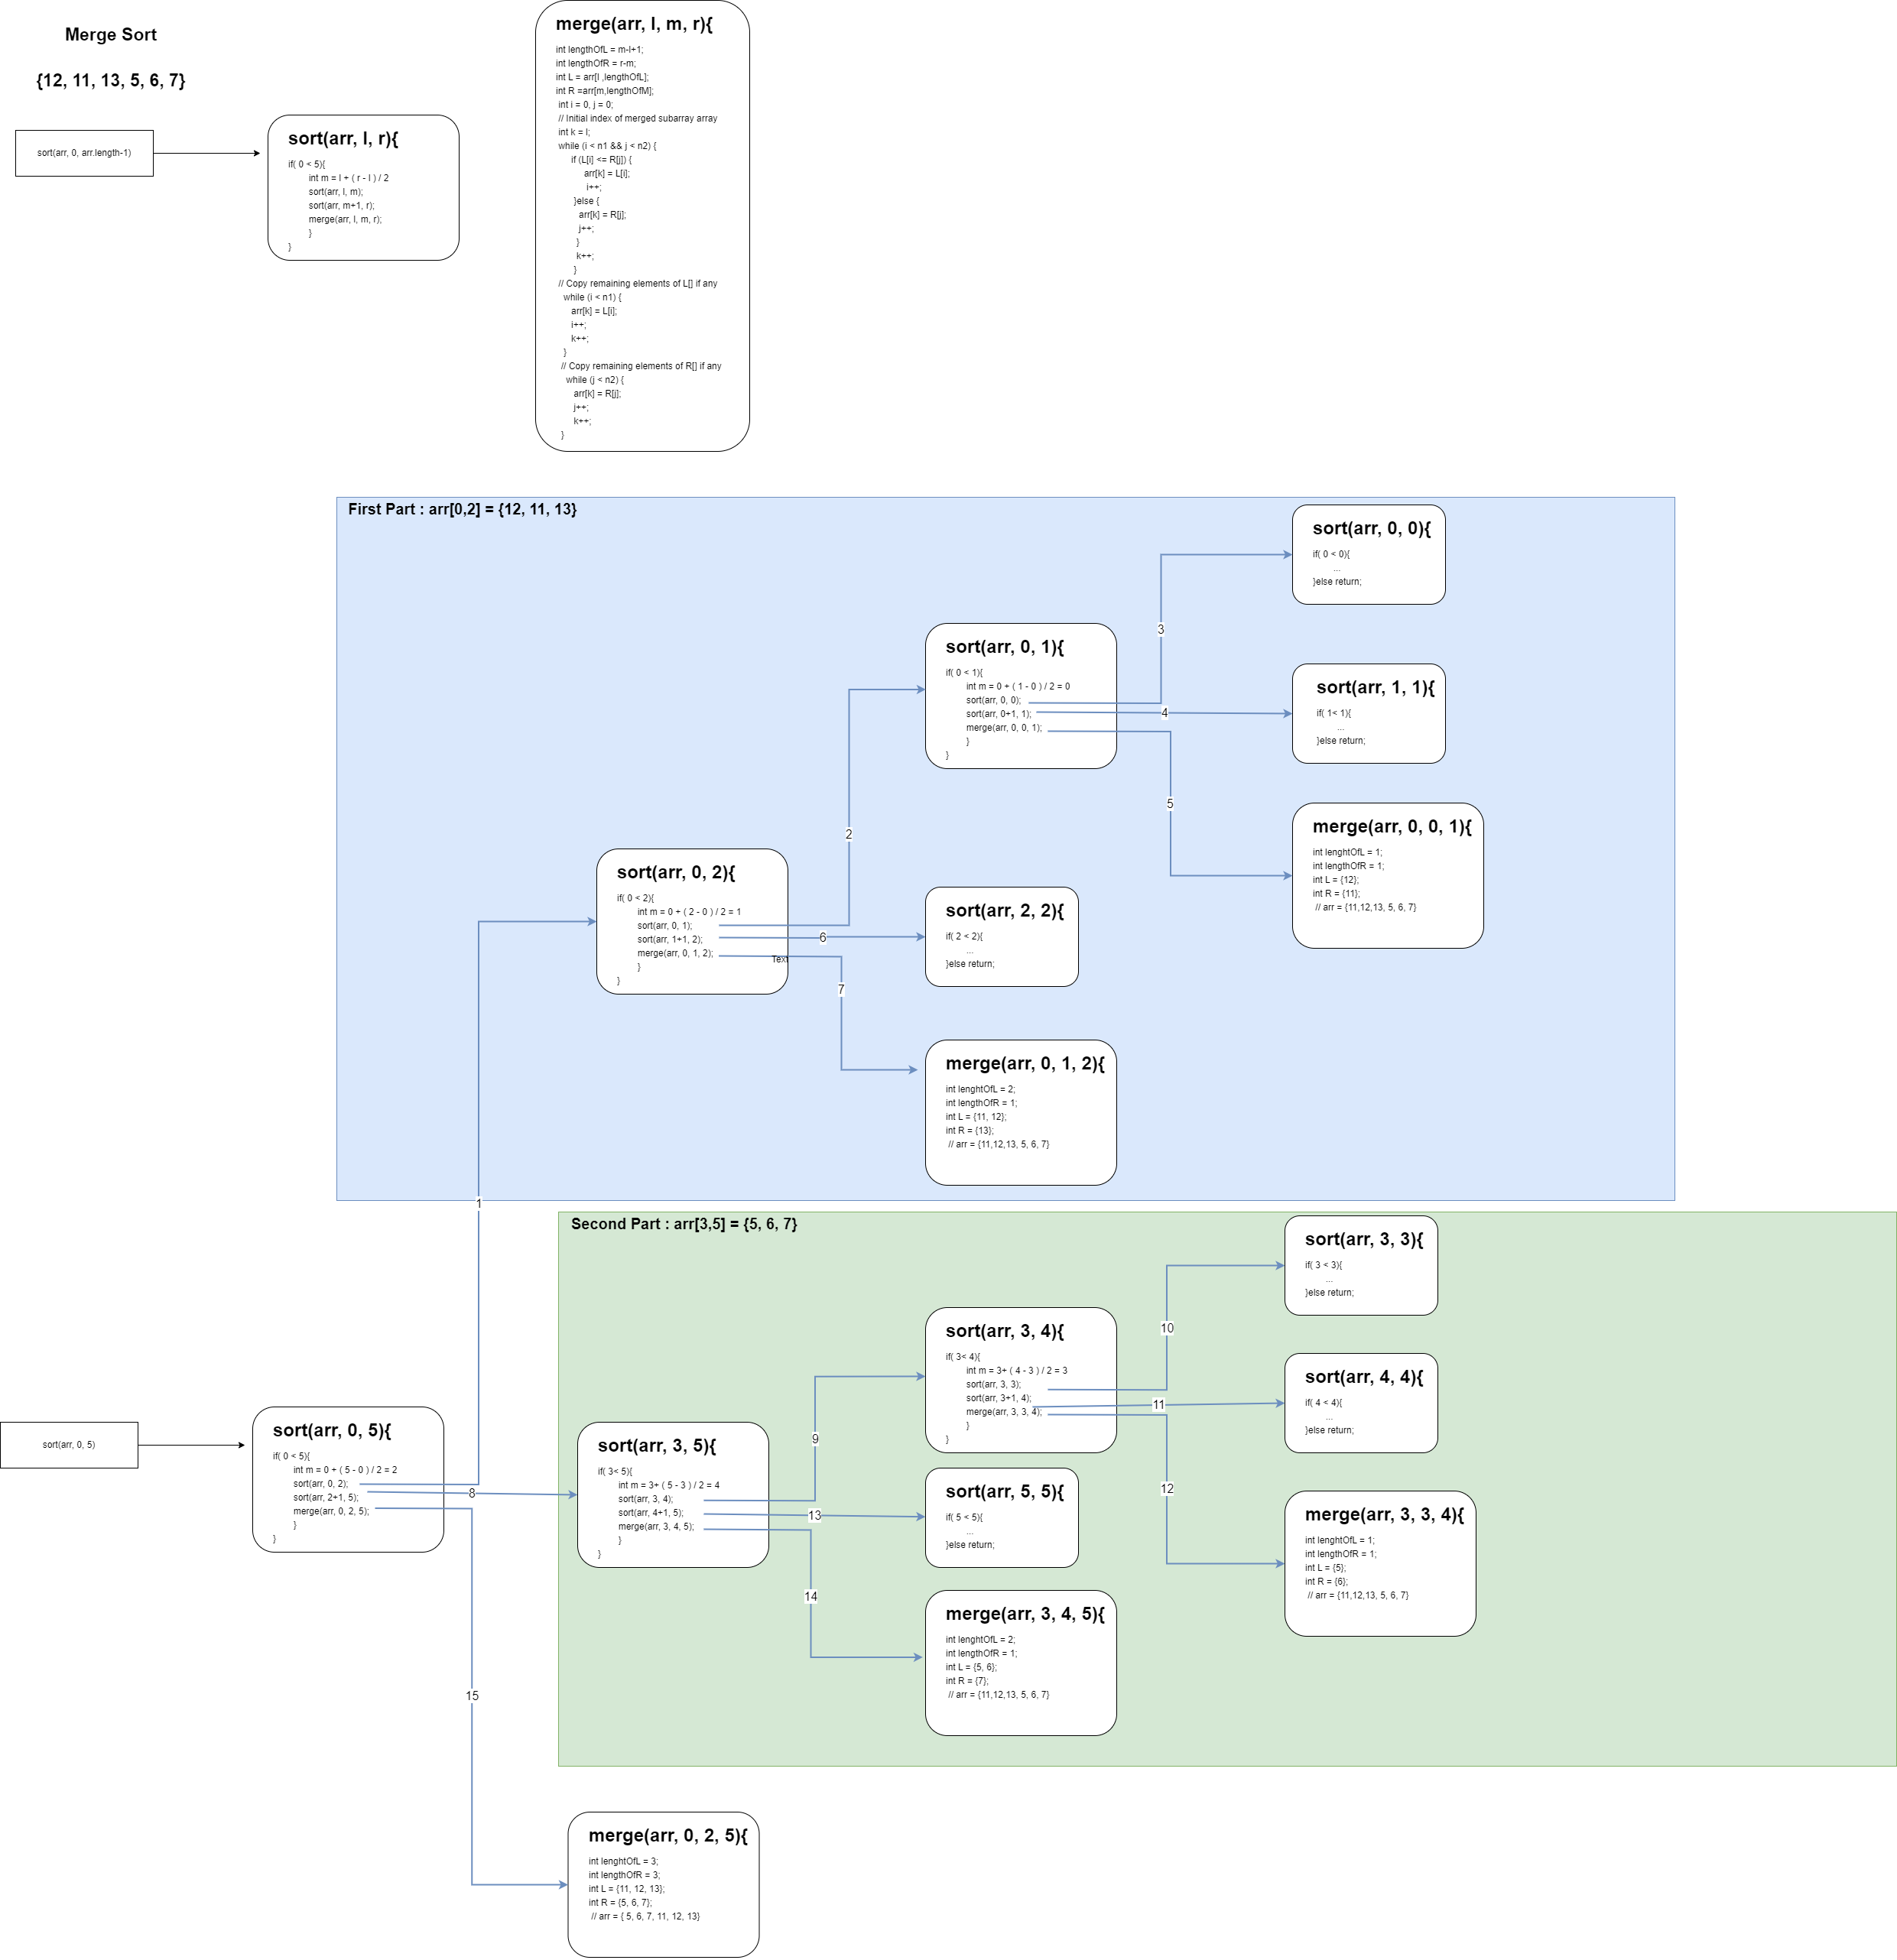 Merge Sort
{12, 11, 13, 5, 6, 7}
sort(arr, 0, arr.length-1)
sort(arr, l, r){
if( 0 < 5){
int m = l + ( r - l ) / 2
sort(arr, l, m);
sort(arr, m+1, r);
merge(arr, l, m, r);
}
}
merge(arr, l, m, r){
int lengthOfL = m-l+1;
int lengthOfR = r-m;
int L = arr[l ,lengthOfL];
int R =arr[m,lengthOfM];
int i = 0, j = 0;
// Initial index of merged subarray array
int k = l;
while (i < n1 && j < n2) {
if (L[i] <= R[j]) {
arr[k] = L[i];
i++;
}else {
arr[k] = R[j];
j++;
}
k++;
}
// Copy remaining elements of L[] if any
while (i < n1) {
arr[k] = L[i];
i++;
k++;
}
// Copy remaining elements of R[] if any
while (j < n2) {
arr[k] = R[j];
j++;
k++;
}
First Part : arr[0,2] = {12, 11, 13}
sort(arr, 0, 0){
if( 0 < 0){
...
}else return;
3
sort(arr, 0, 1){
if( 0 < 1){
int m = 0 + ( 1 - 0 ) / 2 = 0
sort(arr, 0, 0);
sort(arr, 0+1, 1);
merge(arr, 0, 0, 1);
}
}
4
sort(arr, 1, 1){
if( 1< 1){
...
}else return;
5
merge(arr, 0, 0, 1){
int lenghtOfL = 1;
int lengthOfR = 1;
int L = {12};
int R = {11};
// arr = {11,12,13, 5, 6, 7}
2
sort(arr, 0, 2){
if( 0 < 2){
int m = 0 + ( 2 - 0 ) / 2 = 1
sort(arr, 0, 1);
sort(arr, 1+1, 2);
merge(arr, 0, 1, 2);
}
}
Text
6
sort(arr, 2, 2){
if( 2 < 2){
...
}else return;
7
merge(arr, 0, 1, 2){
int lenghtOfL = 2;
int lengthOfR = 1;
int L = {11, 12};
int R = {13};
// arr = {11,12,13, 5, 6, 7}
1
Second Part : arr[3,5] = {5, 6, 7}
sort(arr, 3, 3){
if( 3 < 3){
...
}else return;
10
sort(arr, 3, 4){
if( 3< 4){
int m = 3+ ( 4 - 3 ) / 2 = 3
sort(arr, 3, 3);
sort(arr, 3+1, 4);
merge(arr, 3, 3, 4);
}
}
11
sort(arr, 4, 4){
if( 4 < 4){
...
}else return;
12
merge(arr, 3, 3, 4){
int lenghtOfL = 1;
int lengthOfR = 1;
int L = {5};
int R = {6};
// arr = {11,12,13, 5, 6, 7}
sort(arr, 0, 5)
sort(arr, 0, 5){
if( 0 < 5){
int m = 0 + ( 5 - 0 ) / 2 = 2
sort(arr, 0, 2);
sort(arr, 2+1, 5);
merge(arr, 0, 2, 5);
}
}
8
sort(arr, 3, 5){
if( 3< 5){
int m = 3+ ( 5 - 3 ) / 2 = 4
sort(arr, 3, 4);
sort(arr, 4+1, 5);
merge(arr, 3, 4, 5);
}
}
9
13
sort(arr, 5, 5){
if( 5 < 5){
...
}else return;
14
merge(arr, 3, 4, 5){
int lenghtOfL = 2;
int lengthOfR = 1;
int L = {5, 6};
int R = {7};
// arr = {11,12,13, 5, 6, 7}
15
merge(arr, 0, 2, 5){
int lenghtOfL = 3;
int lengthOfR = 3;
int L = {11, 12, 13};
int R = {5, 6, 7};
// arr = { 5, 6, 7, 11, 12, 13}